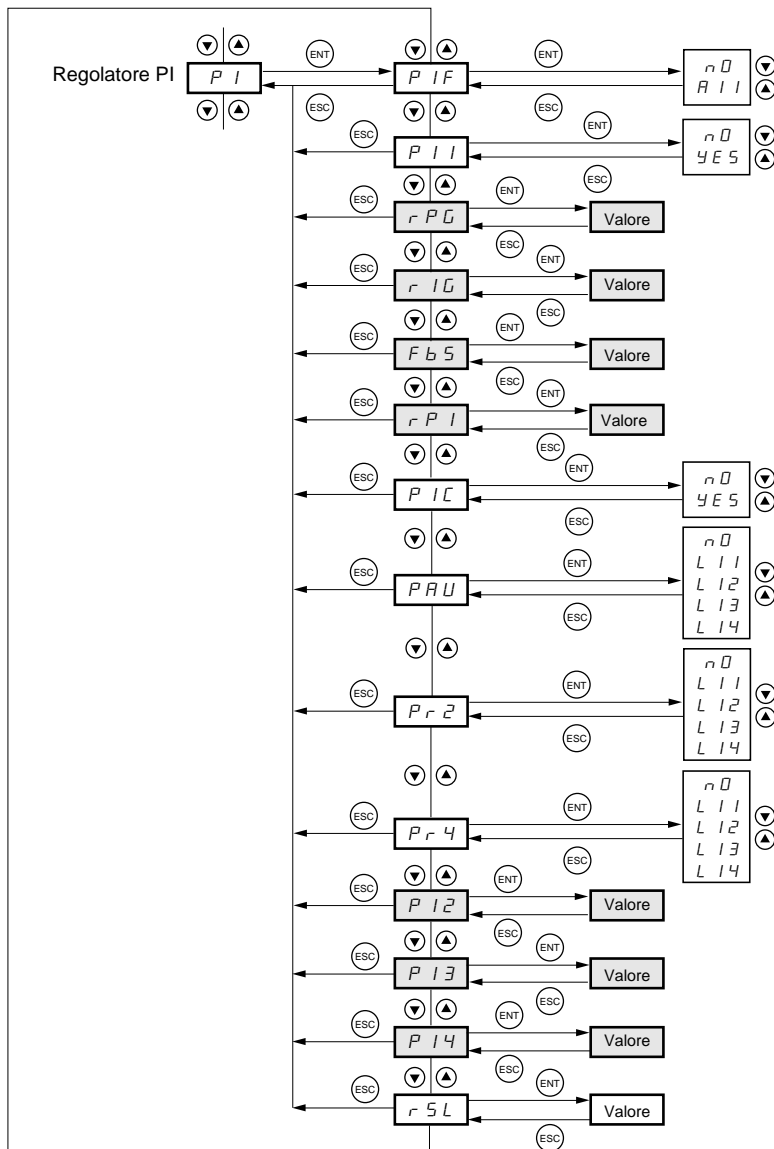 ENT
ENT
Regolatore PI
PI
PIF
nO
AI1
ESC
ESC
ENT
ESC
PII
nO
YES
ESC
ENT
ESC
rPG
Valore
ESC
ENT
ESC
rIG
Valore
ESC
ENT
ESC
FbS
Valore
ESC
ENT
ESC
rPI
Valore
ESC
ENT
ESC
PIC
nO
YES
ESC
ENT
ESC
PAU
nO
LI1
LI2
LI3
LI4
ESC
ENT
ESC
Pr2
nO
LI1
LI2
LI3
LI4
ESC
ENT
ESC
Pr4
nO
LI1
LI2
LI3
LI4
ESC
ENT
ESC
PI2
Valore
ESC
ENT
ESC
PI3
Valore
ESC
ENT
ESC
PI4
Valore
ESC
ENT
ESC
rSL
Valore
ESC